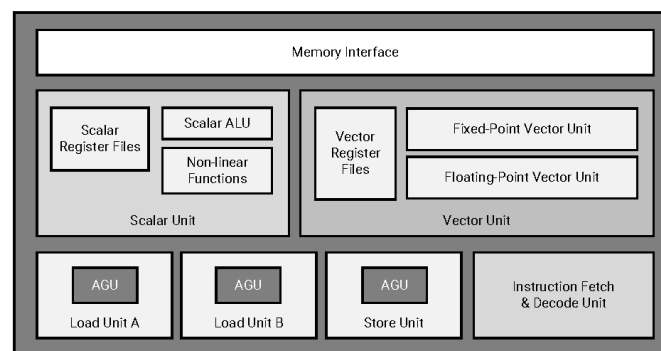 Memory Interface
Scalar
Register Files
Scalar ALU
Non-linear
Functions
Scalar Unit
Vector
Register
Files
Fixed-Point Vector Unit
Floating-Point Vector Unit
Vector Unit
AGU
Load Unit A
AGU
Load Unit B
AGU
Store Unit
Instruction Fetch
& Decode Unit